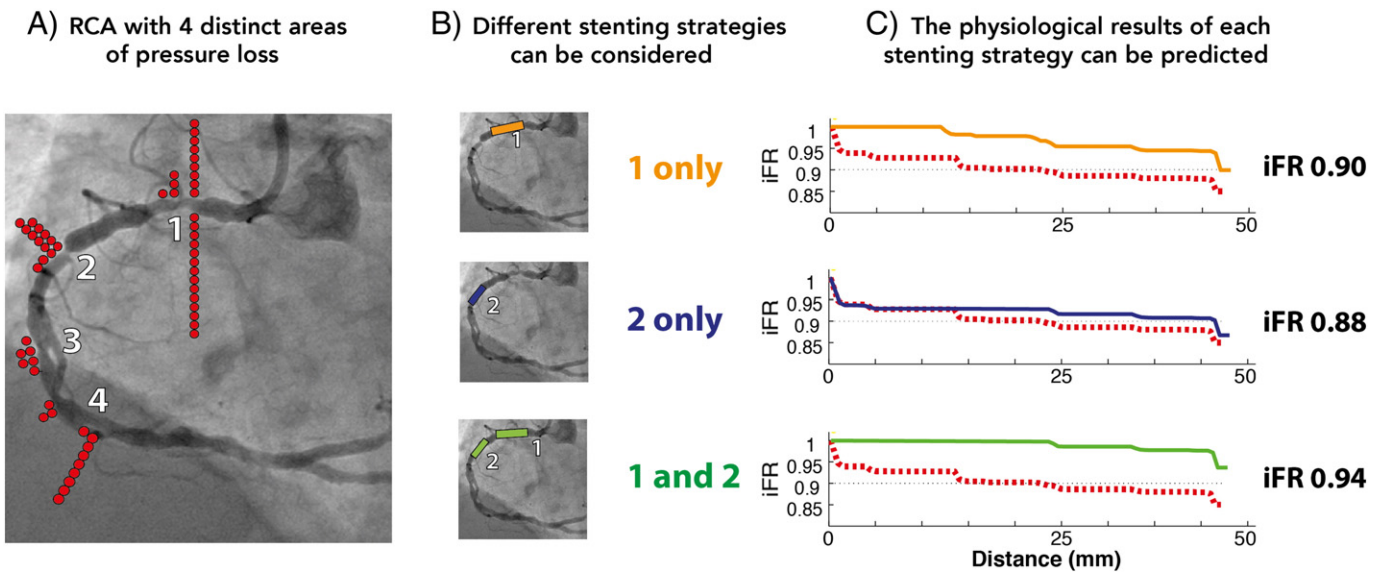 A) RCA with 4 distinct areas
of pressure loss
B) Different stenting strategies
can be considered
C) The physiological results of each
stenting strategy can be predicted
1
2
3
4
1
1 only
iFR
1
0.95
0.9
0.85
0
25
50
iFR 0.90
2
2 only
iFR
1
0.95
0.9
0.85
0
25
50
iFR 0.88
1
2
1 and 2
iFR
1
0.95
0.9
0.85
0
25
50
Distance (mm)
iFR 0.94